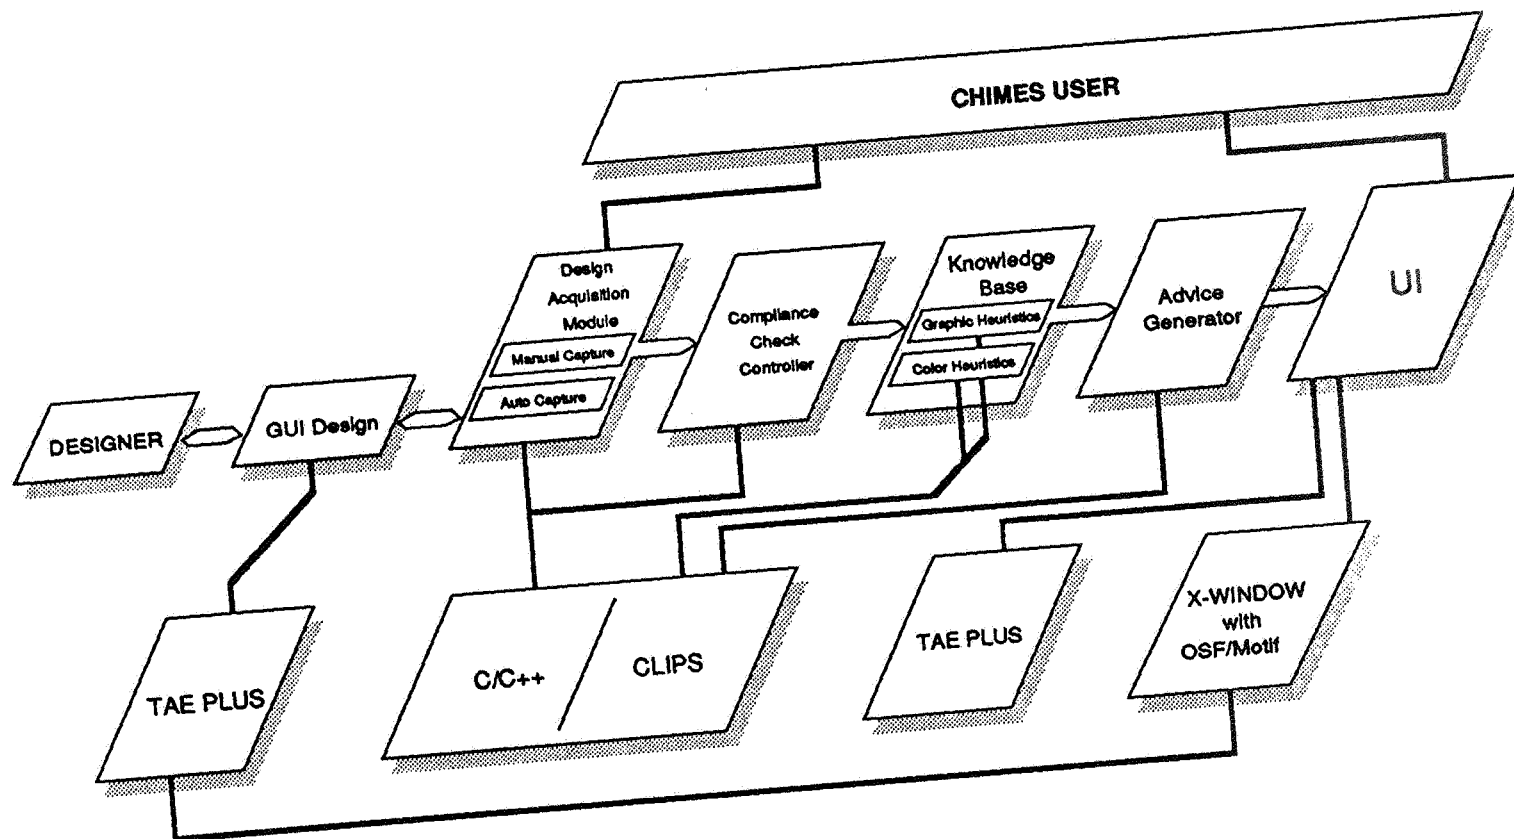 CHIMES USER
Design
Acquisition
Module
Manual Capture
Auto Capture
Compliance
Check
Controller
Knowledge
Base
Graphic Heuristics
Color Heuristics
Advice
Generator
UI
DESIGNER
GUI Design
TAE PLUS
C/C++
CLIPS
TAE PLUS
X-WINDOW
with
OSF/Motif